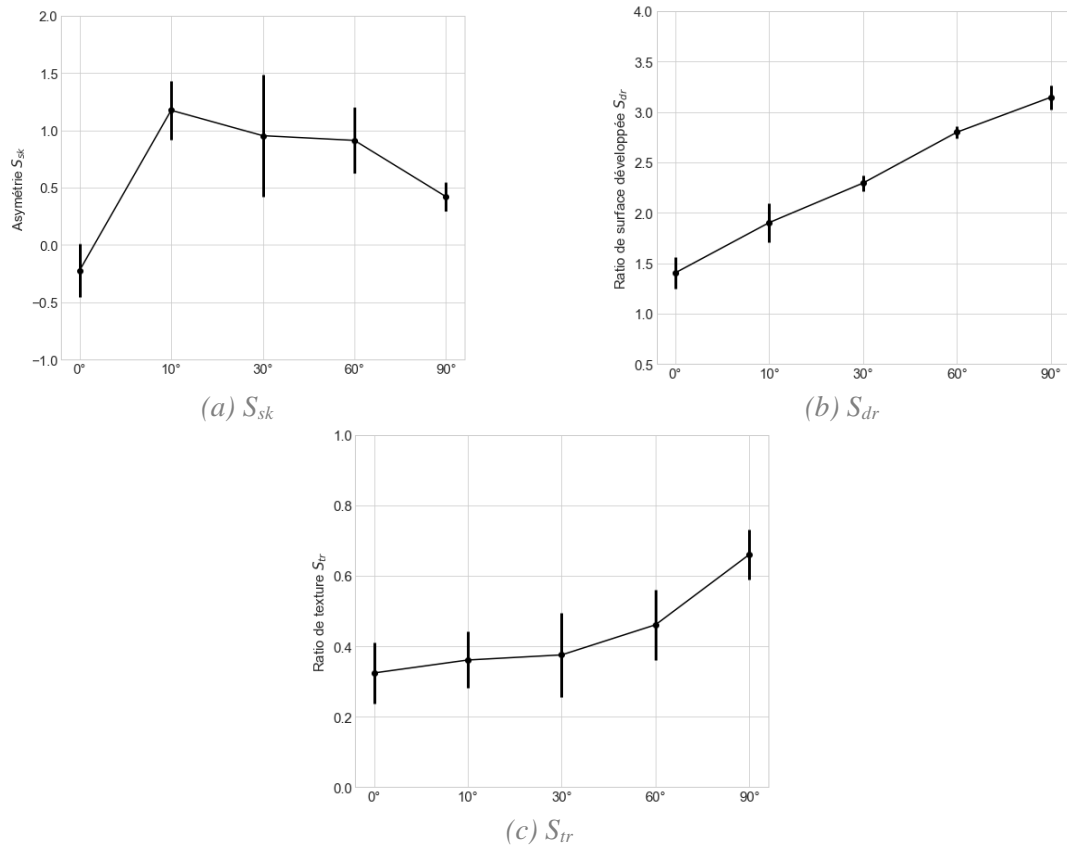 2.0
1.5
1.0
0.5
0.0
−0.5
−1.0
Asymétrie S_sk
0° 10° 30° 60° 90°
(a) S_sk
4.0
3.5
3.0
2.5
2.0
1.5
1.0
0.5
Ratio de surface développée S_dr
0° 10° 30° 60° 90°
(b) S_dr
1.0
0.8
0.6
0.4
0.2
0.0
Ratio de texture S_tr
0° 10° 30° 60° 90°
(c) S_tr